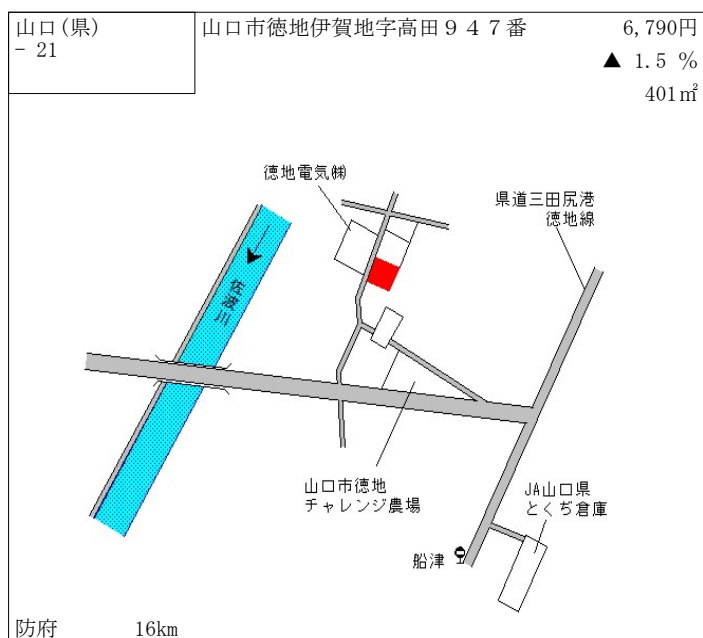 山口(県)
- 21
山口市徳地伊賀地字高田９４７番
6,790円
▲ 1.5 %
401㎡
徳地電気㈱
県道三田尻港
徳地線
佐波川
山口市徳地
チャレンジ農場
JA山口県
とくぢ倉庫
船津
防府 16km